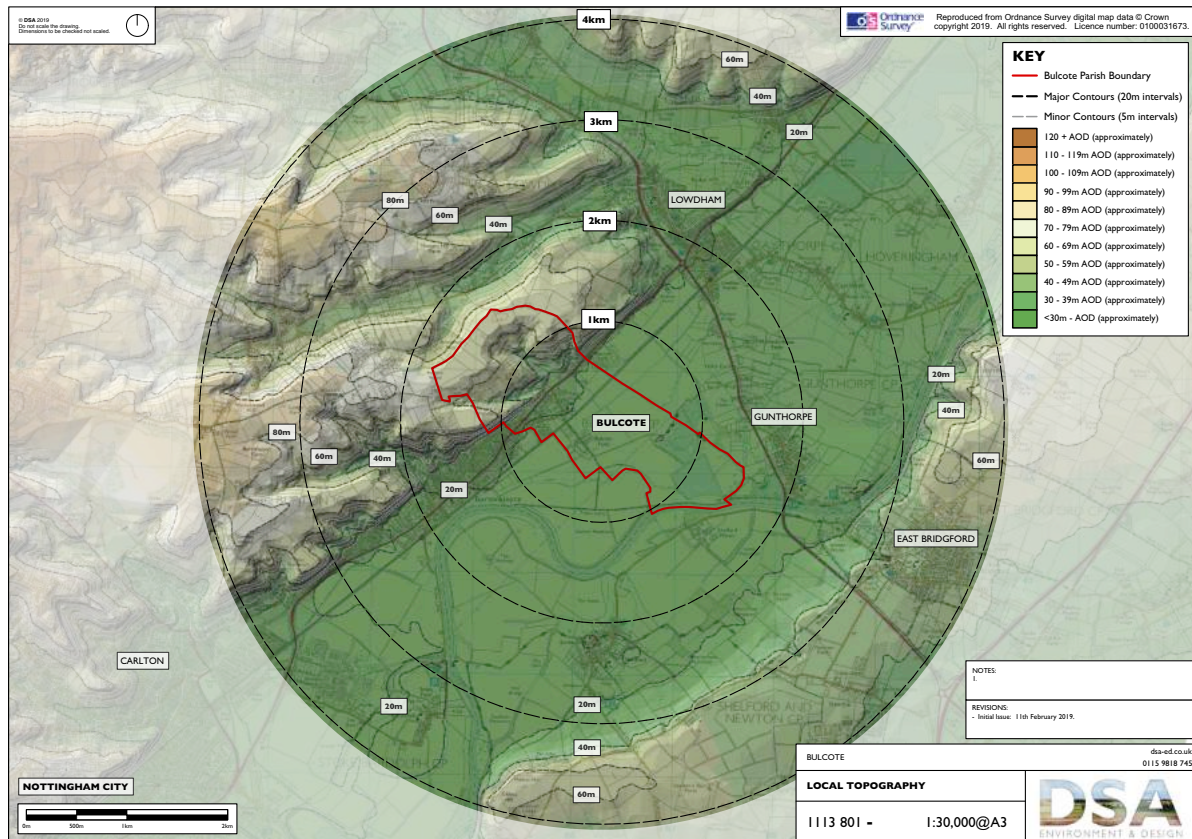 © DSA 2019
Do not scale the drawing.
Dimensions to be checked not scaled.
4km
Ordnance
Survey
Reproduced from Ordnance Survey digital map data © Crown
copyright 2019. All rights reserved. Licence number: 0100031673.
KEY
Bulcote Parish Boundary
Major Contours (20m intervals)
Minor Contours (5m intervals)
120 + AOD (approximately)
110 - 119m AOD (approximately)
100 - 109m AOD (approximately)
90 - 99m AOD (approximately)
80 - 89m AOD (approximately)
70 - 79m AOD (approximately)
60 - 69m AOD (approximately)
50 - 59m AOD (approximately)
40 - 49m AOD (approximately)
30 - 39m AOD (approximately)
<30m - AOD (approximately)
60m
40m
3km
20m
80m
LOWDHAM
60m
40m
2km
HOVERINGHAM
1km
20m
GUNTHORPE CP
40m
BULCOTE
GUNTHORPE
80m
60m
40m
60m
20m
EAST BRIDGFORD
CARLTON
20m
20m
SHELFORD AND
NEWTON CP
40m
60m
NOTTINGHAM CITY
0m
500m
1km
2km
NOTES:
1.
REVISIONS:
- Initial Issue: 11th February 2019.
BULCOTE
dsa-ed.co.uk
0115 9818 745
LOCAL TOPOGRAPHY
1113 801 -
1:30,000@A3
DSA
ENVIRONMENT & DESIGN